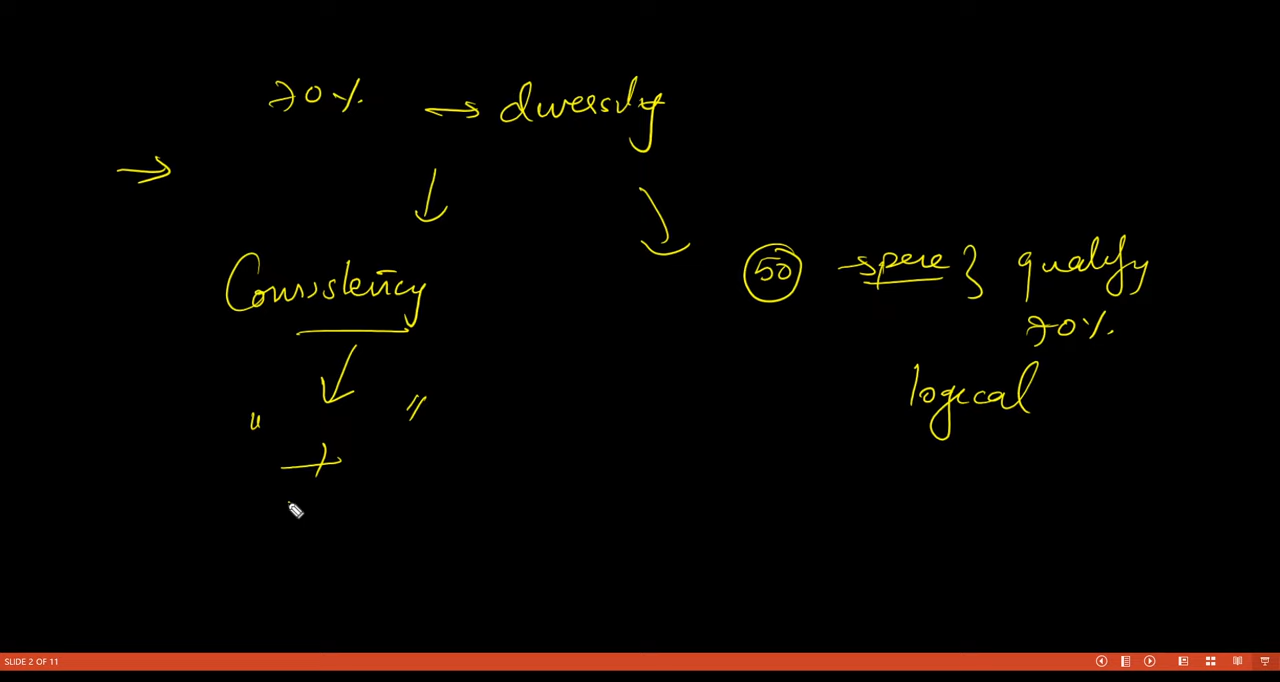 70% ↔ diversity
→
Consistency
50 spere } qualify
70%
logical
" "
+
SLIDE 2 OF 11